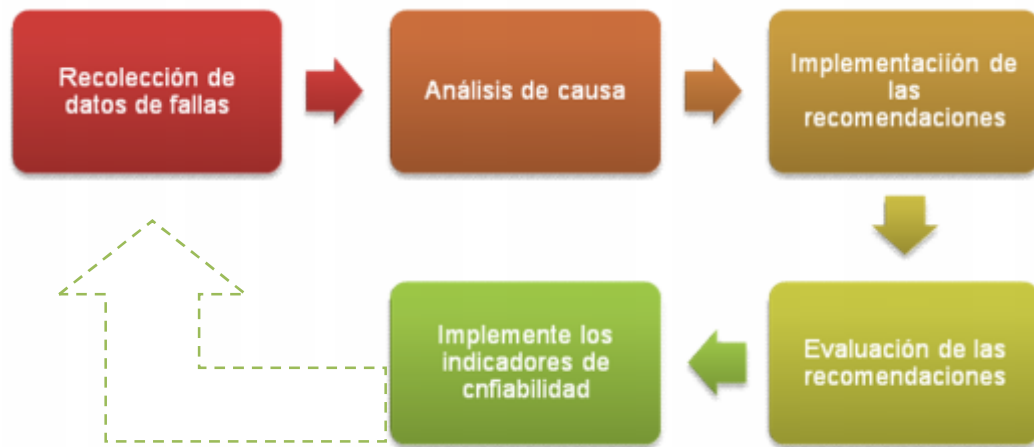 Recolección de
datos de fallas
Análisis de causa
Implementaciíón de
las
recomendaciones
Evaluación de las
recomendaciones
Implemente los
indicadores de
cnfiabilidad